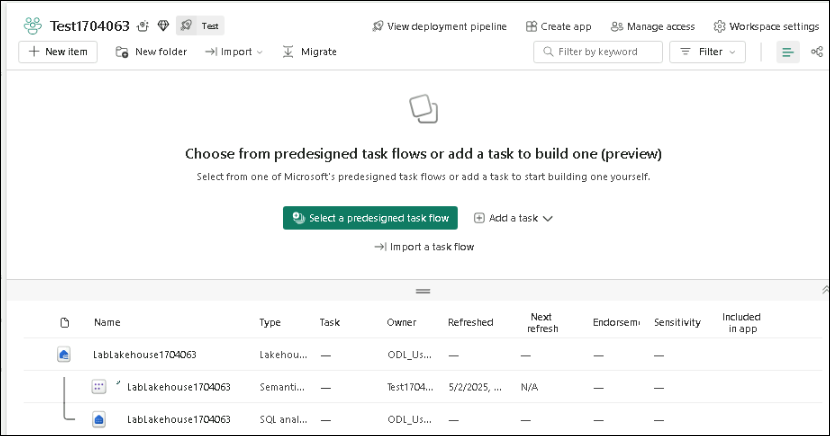 Test1704063 Test View deployment pipeline Create app Manage access Workspace settings
New item New folder Import Migrate Filter by keyword Filter
Choose from predesigned task flows or add a task to build one (preview)
Select from one of Microsoft's predesigned task flows or add a task to start building one yourself.
Select a predesigned task flow Add a task
Import a task flow
Name Type Task Owner Refreshed Next refresh Endorsem Sensitivity Included in app
LabLakehouse1704063 Lakehou... — ODL_Us... — — — —
LabLakehouse1704063 Semanti... — Test1704... 5/2/2025, ... N/A — —
LabLakehouse1704063 SQL anal... — ODL_Us... — — — —